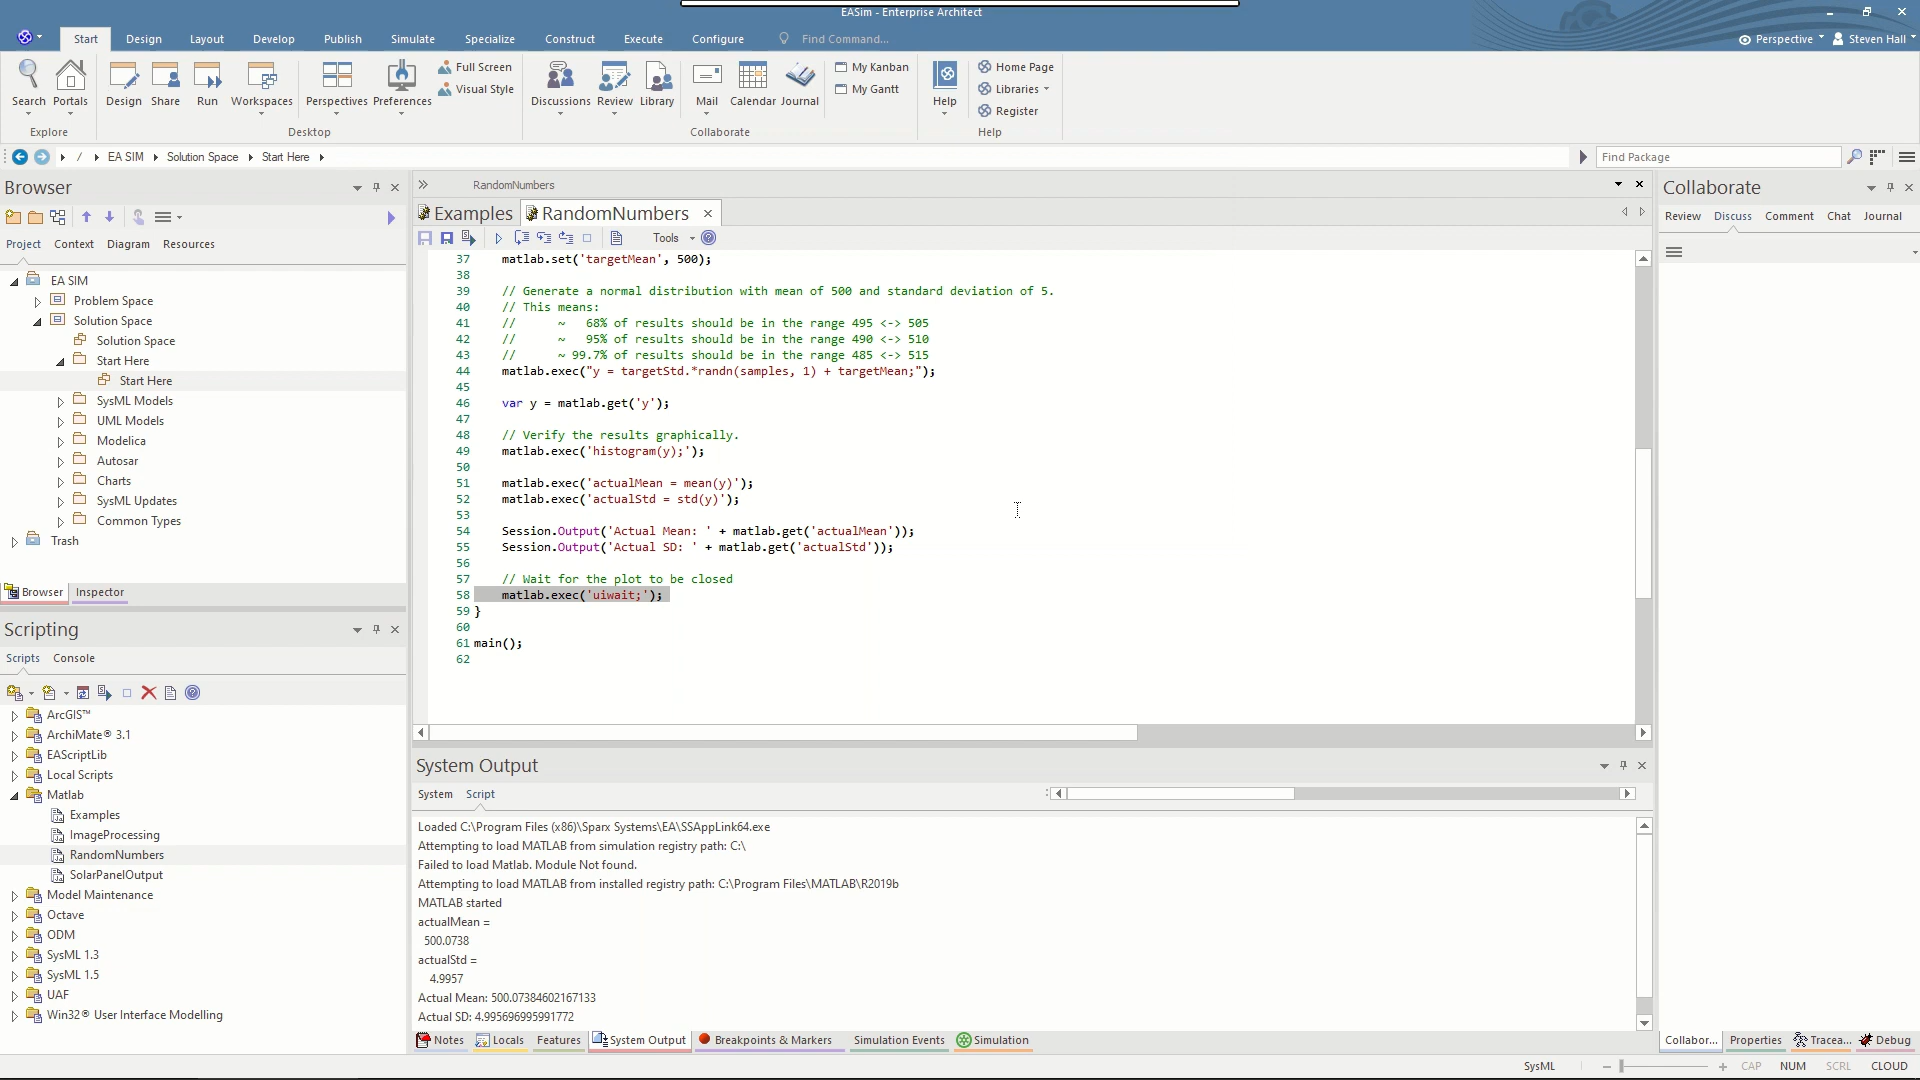 EASim - Enterprise Architect
Start Design Layout Develop Publish Simulate Specialize Construct Execute Configure Find Command... Perspective Steven Hall
Search Portals Design Share Run Workspaces Perspectives Preferences Full Screen Visual Style Discussions Review Library Mail Calendar Journal My Kanban My Gantt Help Home Page Libraries Register
Explore Desktop Collaborate Help
/ EA SIM Solution Space Start Here Find Package
Browser
Project Context Diagram Resources
EA SIM
Problem Space
Solution Space
Solution Space
Start Here
Start Here
SysML Models
UML Models
Modelica
Autosar
Charts
SysML Updates
Common Types
Trash
Browser Inspector
Scripting
Scripts Console
ArcGIS™
ArchiMate® 3.1
EAScriptLib
Local Scripts
Matlab
Examples
ImageProcessing
RandomNumbers
SolarPanelOutput
Model Maintenance
Octave
ODM
SysML 1.3
SysML 1.5
UAF
Win32® User Interface Modelling
RandomNumbers
Examples RandomNumbers
Tools
37 matlab.set('targetMean', 500);
38
39 // Generate a normal distribution with mean of 500 and standard deviation of 5.
40 // This means:
41 // ~ 68% of results should be in the range 495 <-> 505
42 // ~ 95% of results should be in the range 490 <-> 510
43 // ~ 99.7% of results should be in the range 485 <-> 515
44 matlab.exec("y = targetStd.*randn(samples, 1) + targetMean;");
45
46 var y = matlab.get('y');
47
48 // Verify the results graphically.
49 matlab.exec('histogram(y);');
50
51 matlab.exec('actualMean = mean(y)');
52 matlab.exec('actualStd = std(y)');
53
54 Session.Output('Actual Mean: ' + matlab.get('actualMean'));
55 Session.Output('Actual SD: ' + matlab.get('actualStd'));
56
57 // Wait for the plot to be closed
58 matlab.exec('uiwait;');
59 }
60
61 main();
62
System Output
System Script
Loaded C:\Program Files (x86)\Sparx Systems\EA\SSAppLink64.exe
Attempting to load MATLAB from simulation registry path: C:\
Failed to load Matlab. Module Not found.
Attempting to load MATLAB from installed registry path: C:\Program Files\MATLAB\R2019b
MATLAB started
actualMean =
500.0738
actualStd =
4.9957
Actual Mean: 500.07384602167133
Actual SD: 4.995696995991772
Notes Locals Features System Output Breakpoints & Markers Simulation Events Simulation
Collaborate
Review Discuss Comment Chat Journal
Collabor... Properties Tracea... Debug
SysML CAP NUM SCRL CLOUD